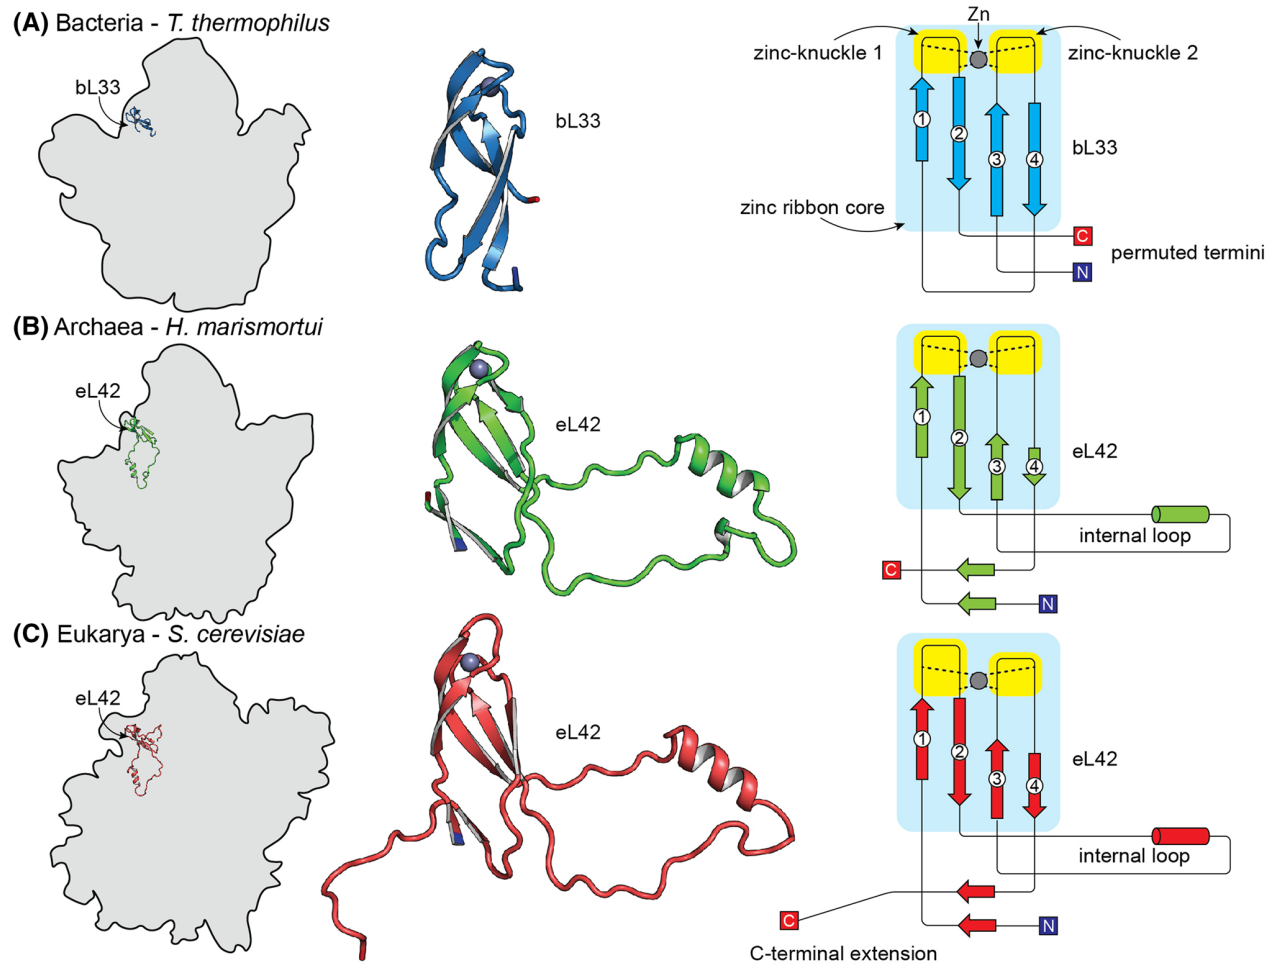 (A) Bacteria - T. thermophilus
bL33
bL33
Zn
zinc-knuckle 1
zinc-knuckle 2
1
2
3
4
bL33
zinc ribbon core
C
N
permuted termini
(B) Archaea - H. marismortui
eL42
eL42
1
2
3
4
eL42
internal loop
C
N
(C) Eukarya - S. cerevisiae
eL42
eL42
1
2
3
4
eL42
internal loop
C
N
C-terminal extension